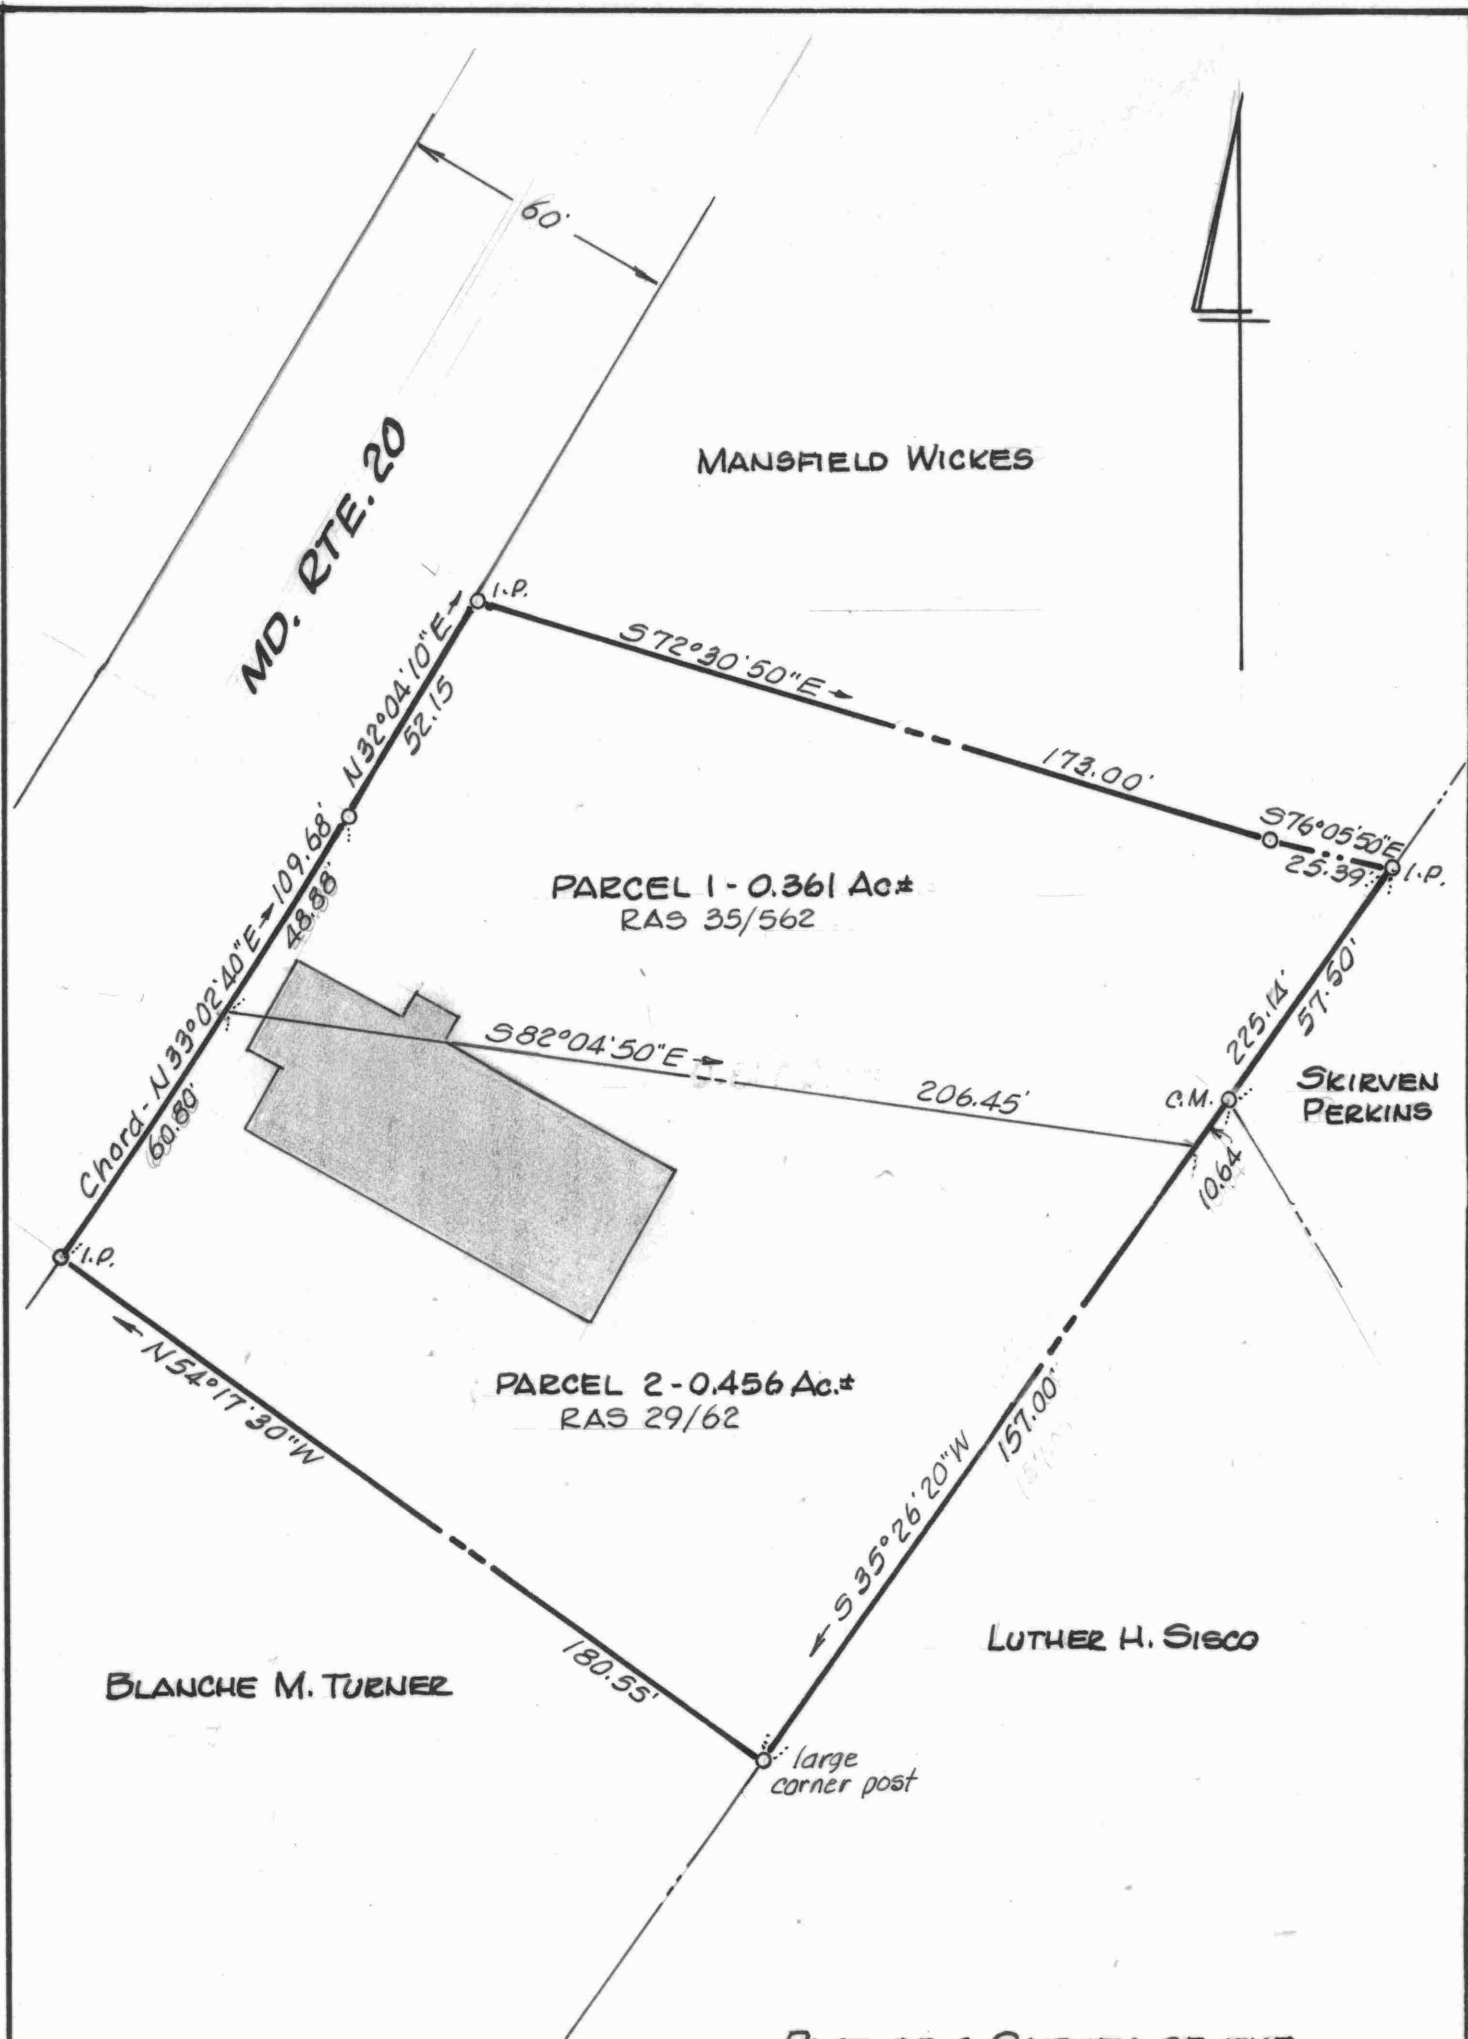 60'
MANSFIELD WICKES
MD. RTE. 20
I.P.
N32°04'10"E
52.15
S72°30'50"E
173.00'
S76°05'50"E
25.39
I.P.
Chord - N33°02'40"E 109.68'
48.88'
60.80'
PARCEL 1 - 0.361 Ac.±
RAS 35/562
225.14'
57.50'
S82°04'50"E
206.45'
C.M.
SKIRVEN
PERKINS
10.64
I.P.
N54°17'30"W
180.55'
PARCEL 2 - 0.456 Ac.±
RAS 29/62
157.00'
S35°26'20"W
LUTHER H. SISCO
BLANCHE M. TURNER
large
corner post